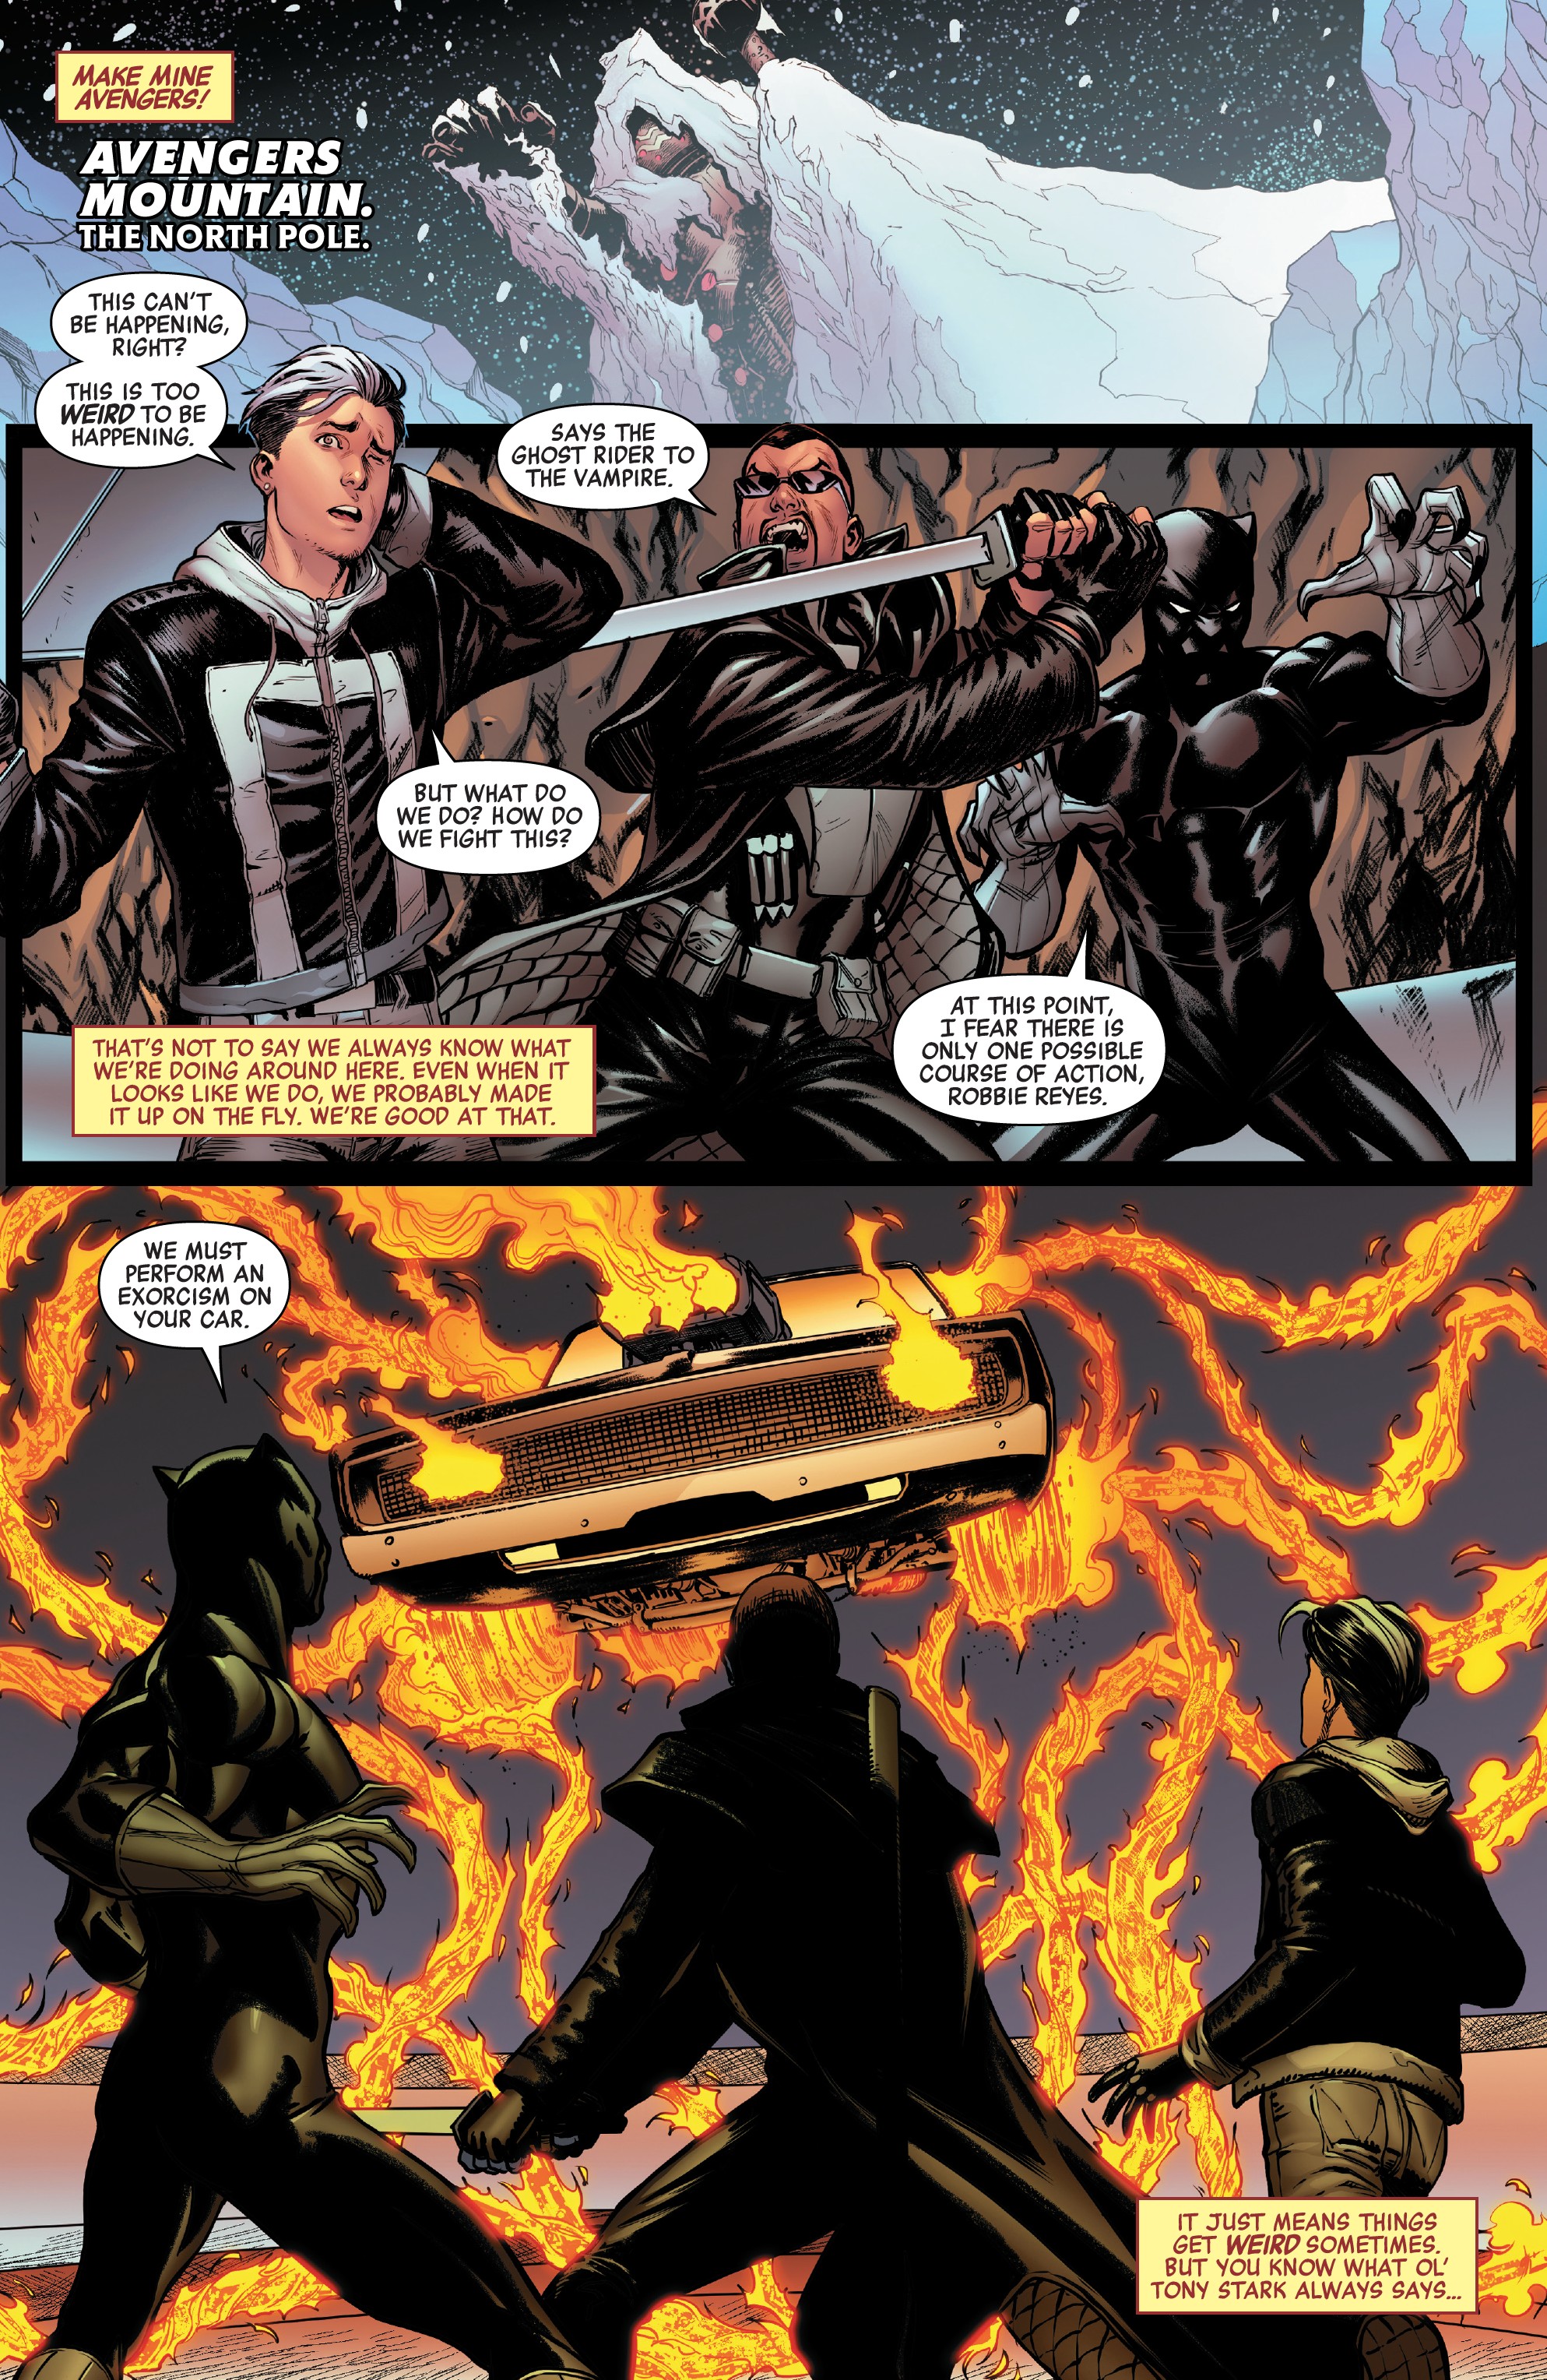 MAKE MINE
AVENGERS!
AVENGERS
MOUNTAIN.
THE NORTH POLE.
THIS CAN'T
BE HAPPENING,
RIGHT?
THIS IS TOO
WEIRD TO BE
HAPPENING.
SAYS THE
GHOST RIDER TO
THE VAMPIRE.
BUT WHAT DO
WE DO? HOW DO
WE FIGHT THIS?
AT THIS POINT,
I FEAR THERE IS
ONLY ONE POSSIBLE
COURSE OF ACTION,
ROBBIE REYES.
THAT'S NOT TO SAY WE ALWAYS KNOW WHAT
WE'RE DOING AROUND HERE. EVEN WHEN IT
LOOKS LIKE WE DO, WE PROBABLY MADE
IT UP ON THE FLY. WE'RE GOOD AT THAT.
WE MUST
PERFORM AN
EXORCISM ON
YOUR CAR.
IT JUST MEANS THINGS
GET WEIRD SOMETIMES.
BUT YOU KNOW WHAT OL'
TONY STARK ALWAYS SAYS...